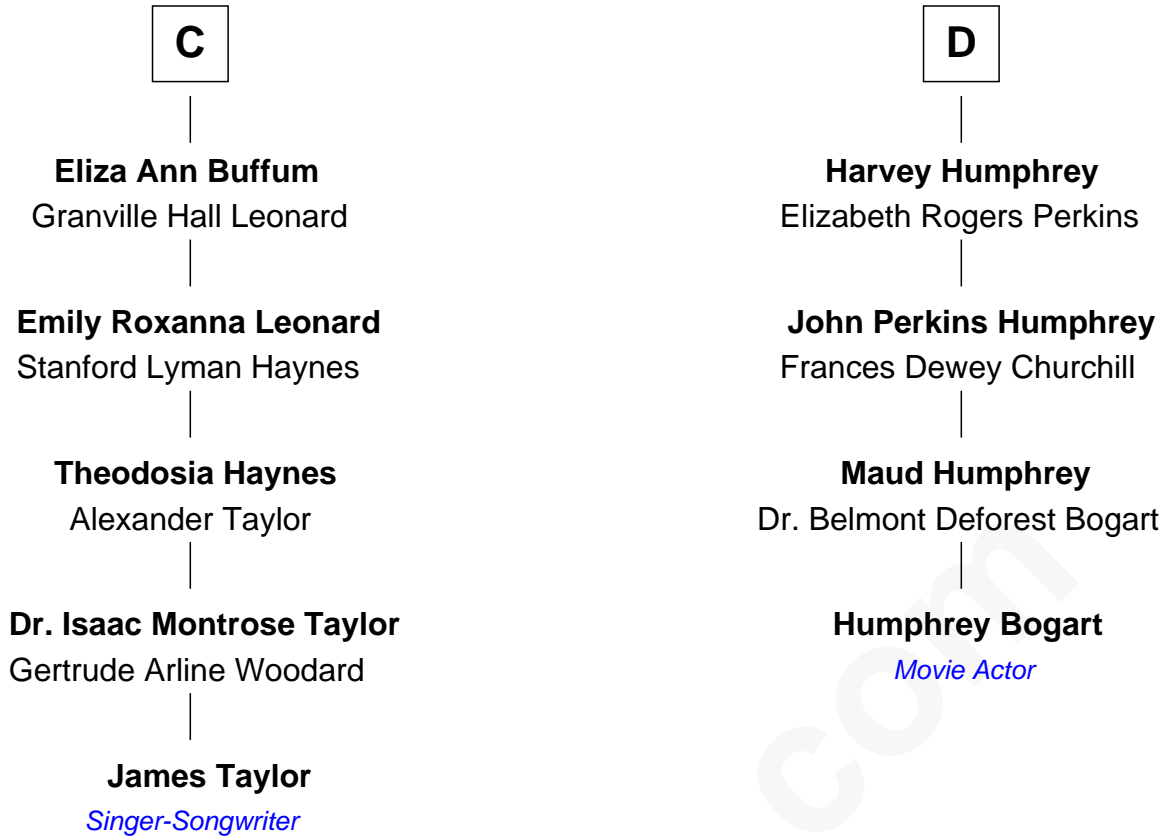 C
Eliza Ann Buffum
Granville Hall Leonard
Emily Roxanna Leonard
Stanford Lyman Haynes
Theodosia Haynes
Alexander Taylor
Dr. Isaac Montrose Taylor
Gertrude Arline Woodard
James Taylor
Singer-Songwriter
D
Harvey Humphrey
Elizabeth Rogers Perkins
John Perkins Humphrey
Frances Dewey Churchill
Maud Humphrey
Dr. Belmont Deforest Bogart
Humphrey Bogart
Movie Actor
com